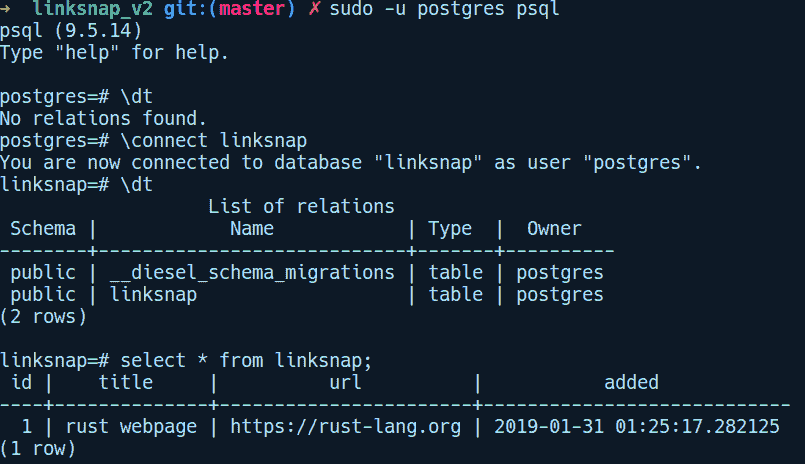 →  linksnap_v2 git:(master) ✗ sudo -u postgres psql
psql (9.5.14)
Type "help" for help.

postgres=# \dt
No relations found.
postgres=# \connect linksnap
You are now connected to database "linksnap" as user "postgres".
linksnap=# \dt
                   List of relations
 Schema |            Name            | Type  |  Owner
--------+----------------------------+-------+----------
 public | __diesel_schema_migrations | table | postgres
 public | linksnap                   | table | postgres
(2 rows)

linksnap=# select * from linksnap;
 id |    title     |          url          |           added
----+--------------+-----------------------+----------------------------
  1 | rust webpage | https://rust-lang.org | 2019-01-31 01:25:17.282125
(1 row)